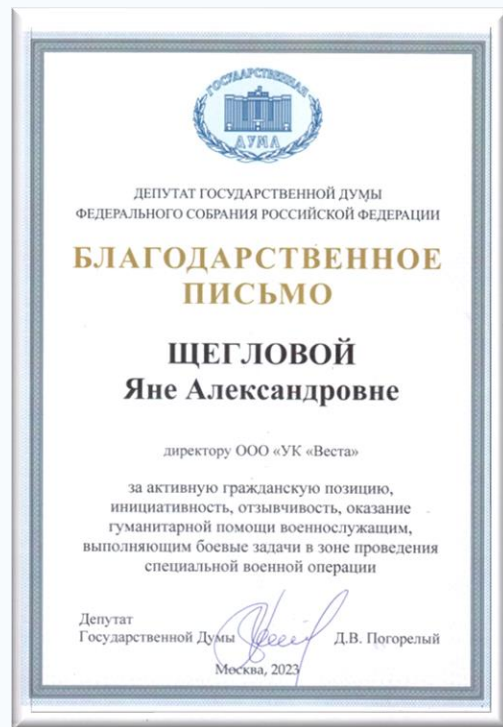 ГОСУДАРСТВЕННАЯ
ДУМА
ДЕПУТАТ ГОСУДАРСТВЕННОЙ ДУМЫ
ФЕДЕРАЛЬНОГО СОБРАНИЯ РОССИЙСКОЙ ФЕДЕРАЦИИ
БЛАГОДАРСТВЕННОЕ
ПИСЬМО
ЩЕГЛОВОЙ
Яне Александровне
директору ООО «УК «Веста»
за активную гражданскую позицию,
инициативность, отзывчивость, оказание
гуманитарной помощи военнослужащим,
выполняющим боевые задачи в зоне проведения
специальной военной операции
Депутат
Государственной Думы Д.В. Погорелый
Москва, 2023